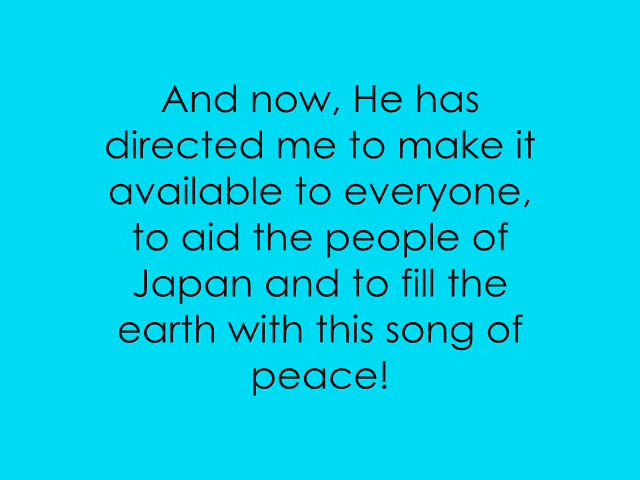 And now, He has
directed me to make it
available to everyone,
to aid the people of
Japan and to fill the
earth with this song of
peace!